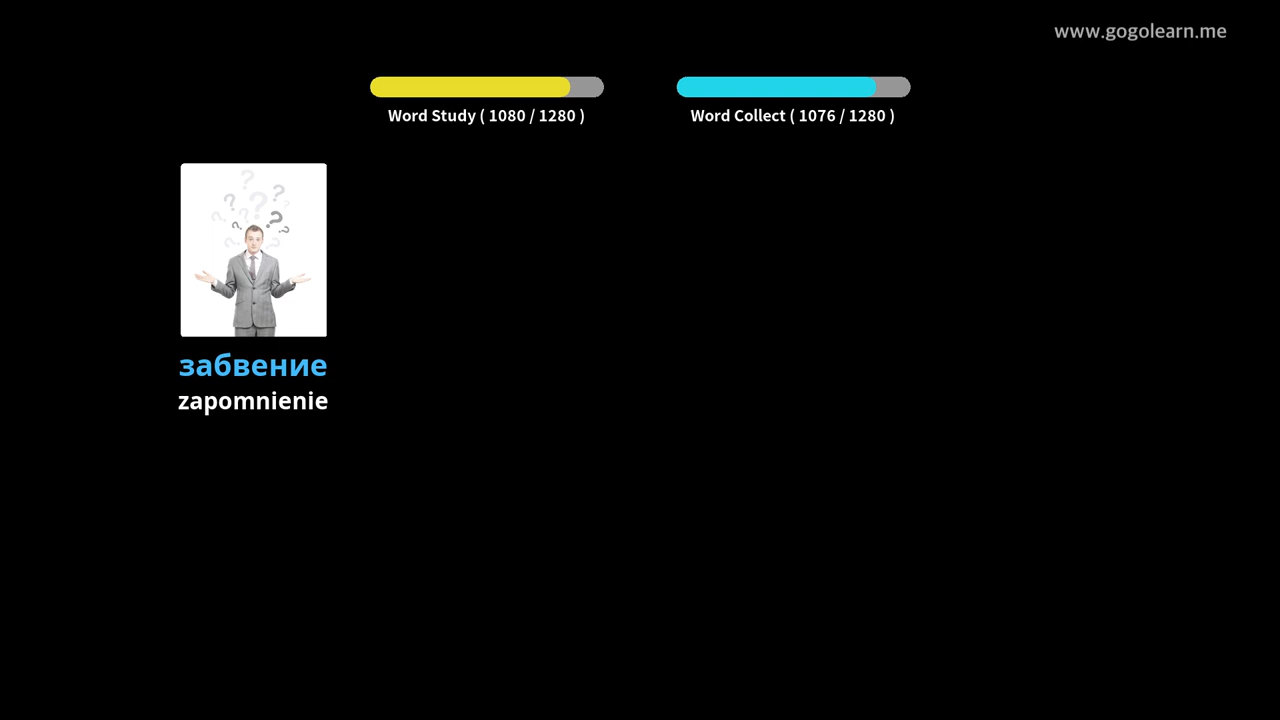 www.gogolearn.me
Word Study ( 1080 / 1280 )
Word Collect ( 1076 / 1280 )
забвение
zapomnienie